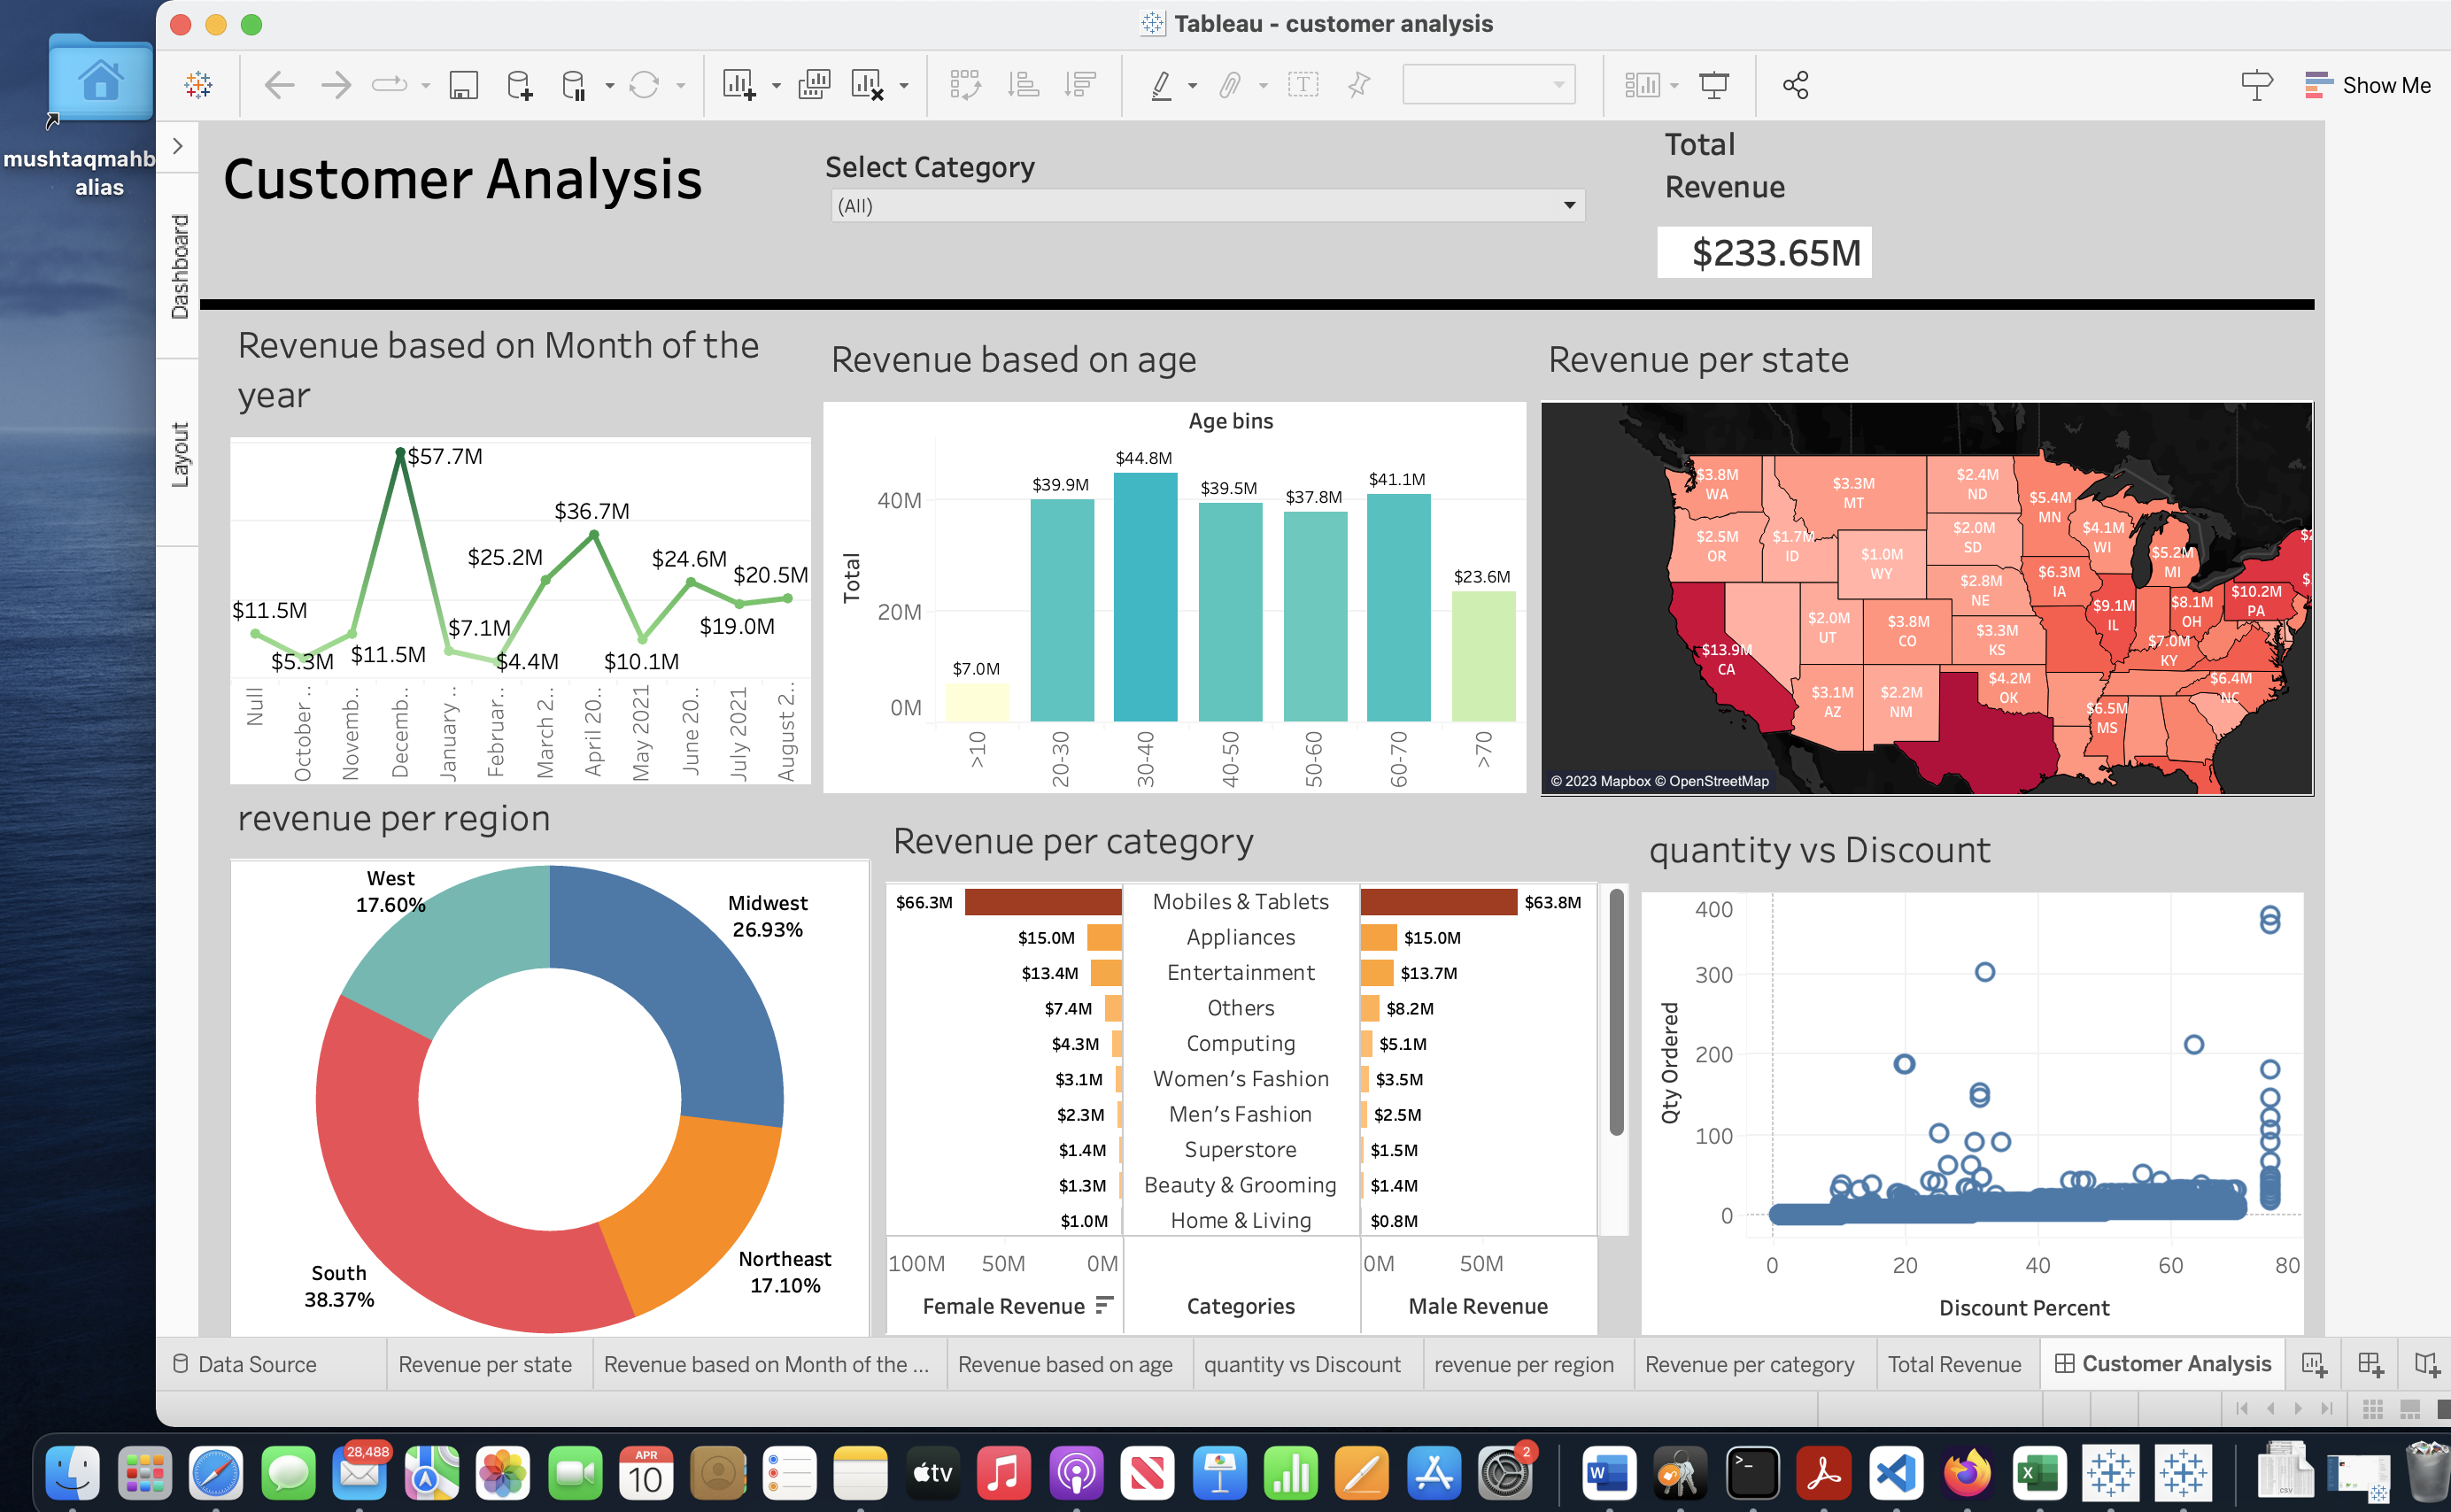 Tableau - customer analysis
mushtaqmahb
alias
Show Me
Dashboard
Layout
Customer Analysis
Select Category
(All)
Total
Revenue
$233.65M
Revenue based on Month of the
year
$57.7M
$36.7M
$25.2M
$24.6M
$20.5M
$11.5M
$7.1M
$19.0M
$5.3M
$11.5M
$4.4M
$10.1M
Null
October ..
Novemb..
Decemb..
January ..
Februar..
March 2..
April 20..
May 2021
June 20..
July 2021
August 2..
Revenue based on age
Age bins
Total
40M
20M
0M
$7.0M
$39.9M
$44.8M
$39.5M
$37.8M
$41.1M
$23.6M
>10
20-30
30-40
40-50
50-60
60-70
>70
Revenue per state
$3.8M
WA
$3.3M
MT
$2.4M
ND
$5.4M
MN
$2.5M
OR
$1.7M
ID
$1.0M
WY
$2.0M
SD
$4.1M
WI
$5.2M
MI
$6.3M
IA
$2.8M
NE
$9.1M
IL
$8.1M
OH
$10.2M
PA
$2.0M
UT
$3.8M
CO
$3.3M
KS
$7.0M
KY
$13.9M
CA
$3.1M
AZ
$2.2M
NM
$4.2M
OK
$6.5M
MS
$6.4M
NC
© 2023 Mapbox © OpenStreetMap
revenue per region
West
17.60%
Midwest
26.93%
South
38.37%
Northeast
17.10%
Revenue per category
$66.3M Mobiles & Tablets $63.8M
$15.0M Appliances $15.0M
$13.4M Entertainment $13.7M
$7.4M Others $8.2M
$4.3M Computing $5.1M
$3.1M Women's Fashion $3.5M
$2.3M Men's Fashion $2.5M
$1.4M Superstore $1.5M
$1.3M Beauty & Grooming $1.4M
$1.0M Home & Living $0.8M
100M 50M 0M 0M 50M
Female Revenue Categories Male Revenue
quantity vs Discount
Qty Ordered
400
300
200
100
0
0 20 40 60 80
Discount Percent
Data Source Revenue per state Revenue based on Month of the ... Revenue based on age quantity vs Discount revenue per region Revenue per category Total Revenue Customer Analysis
28,488
APR
10
tv
2
W
>_
X
CSV